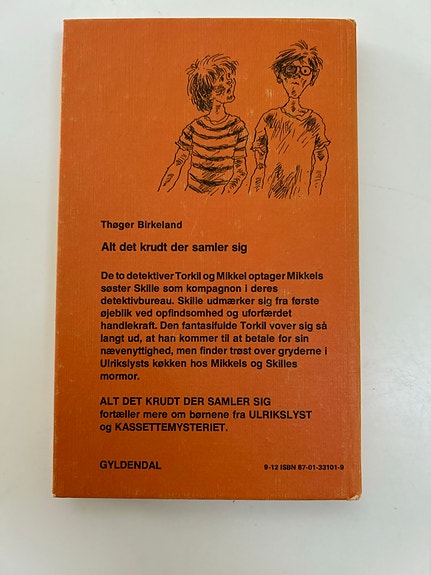 Thøger Birkeland
Alt det krudt der samler sig
De to detektiver Torkil og Mikkel optager Mikkels
søster Skille som kompagnon i deres
detektivbureau. Skille udmærker sig fra første
øjeblik ved opfindsomhed og uforfærdet
handlekraft. Den fantasifulde Torkil vover sig så
langt ud, at han kommer til at betale for sin
nævenyttighed, men finder trøst over gryderne i
Ulrikslysts køkken hos Mikkels og Skilles
mormor.
ALT DET KRUDT DER SAMLER SIG
fortæller mere om børnene fra ULRIKSLYST
og KASSETTEMYSTERIET.
GYLDENDAL
9-12 ISBN 87-01-33101-9